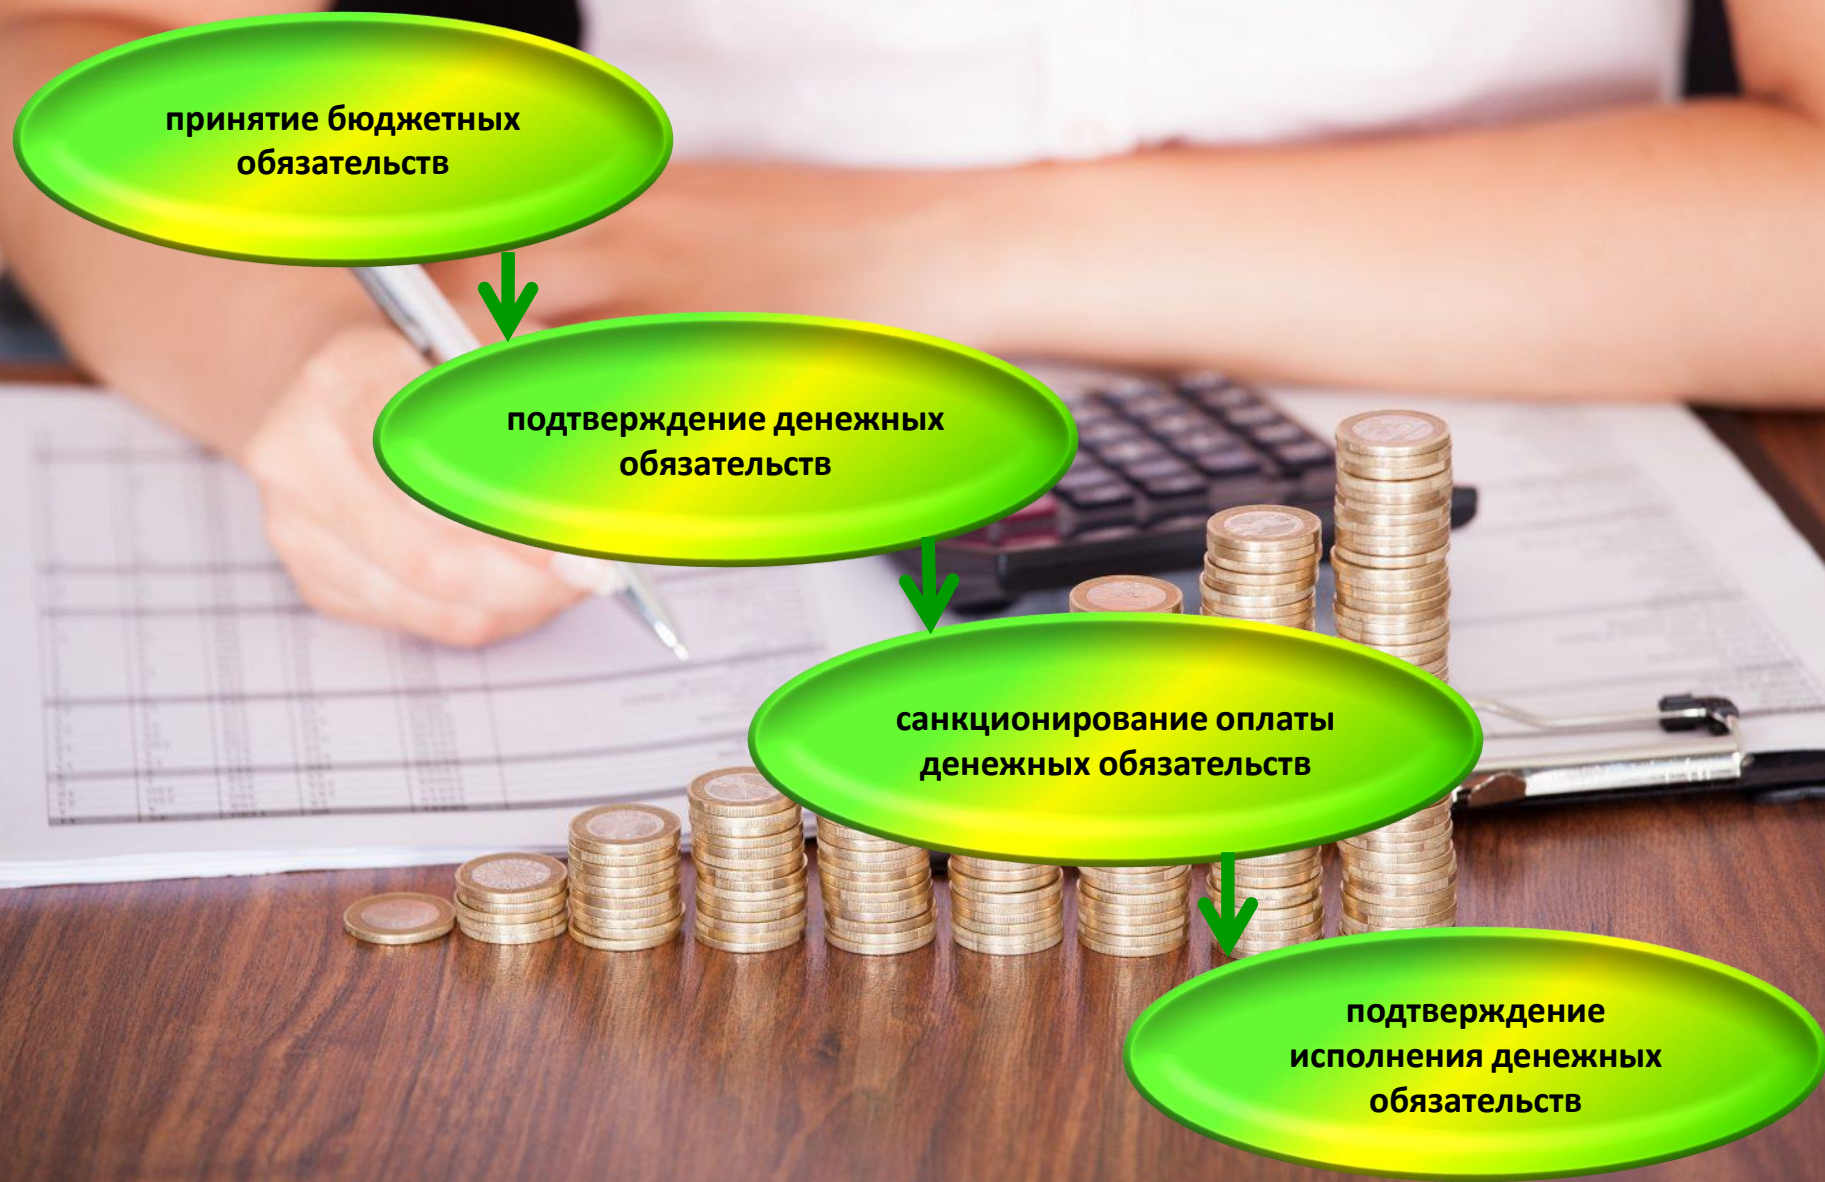 принятие бюджетных
обязательств
подтверждение денежных
обязательств
санкционирование оплаты
денежных обязательств
подтверждение
исполнения денежных
обязательств